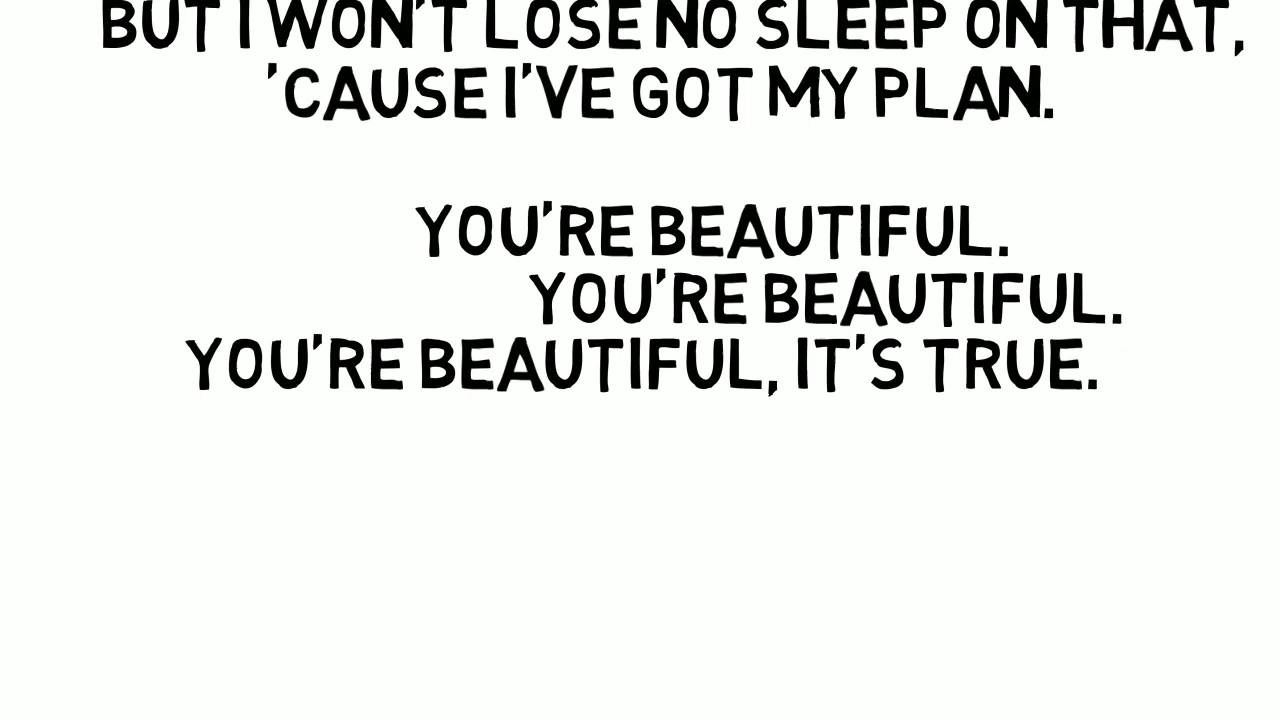 BUT I WON'T LOSE NO SLEEP ON THAT,
'CAUSE I'VE GOT MY PLAN.
YOU'RE BEAUTIFUL.
YOU'RE BEAUTIFUL.
YOU'RE BEAUTIFUL, IT'S TRUE.